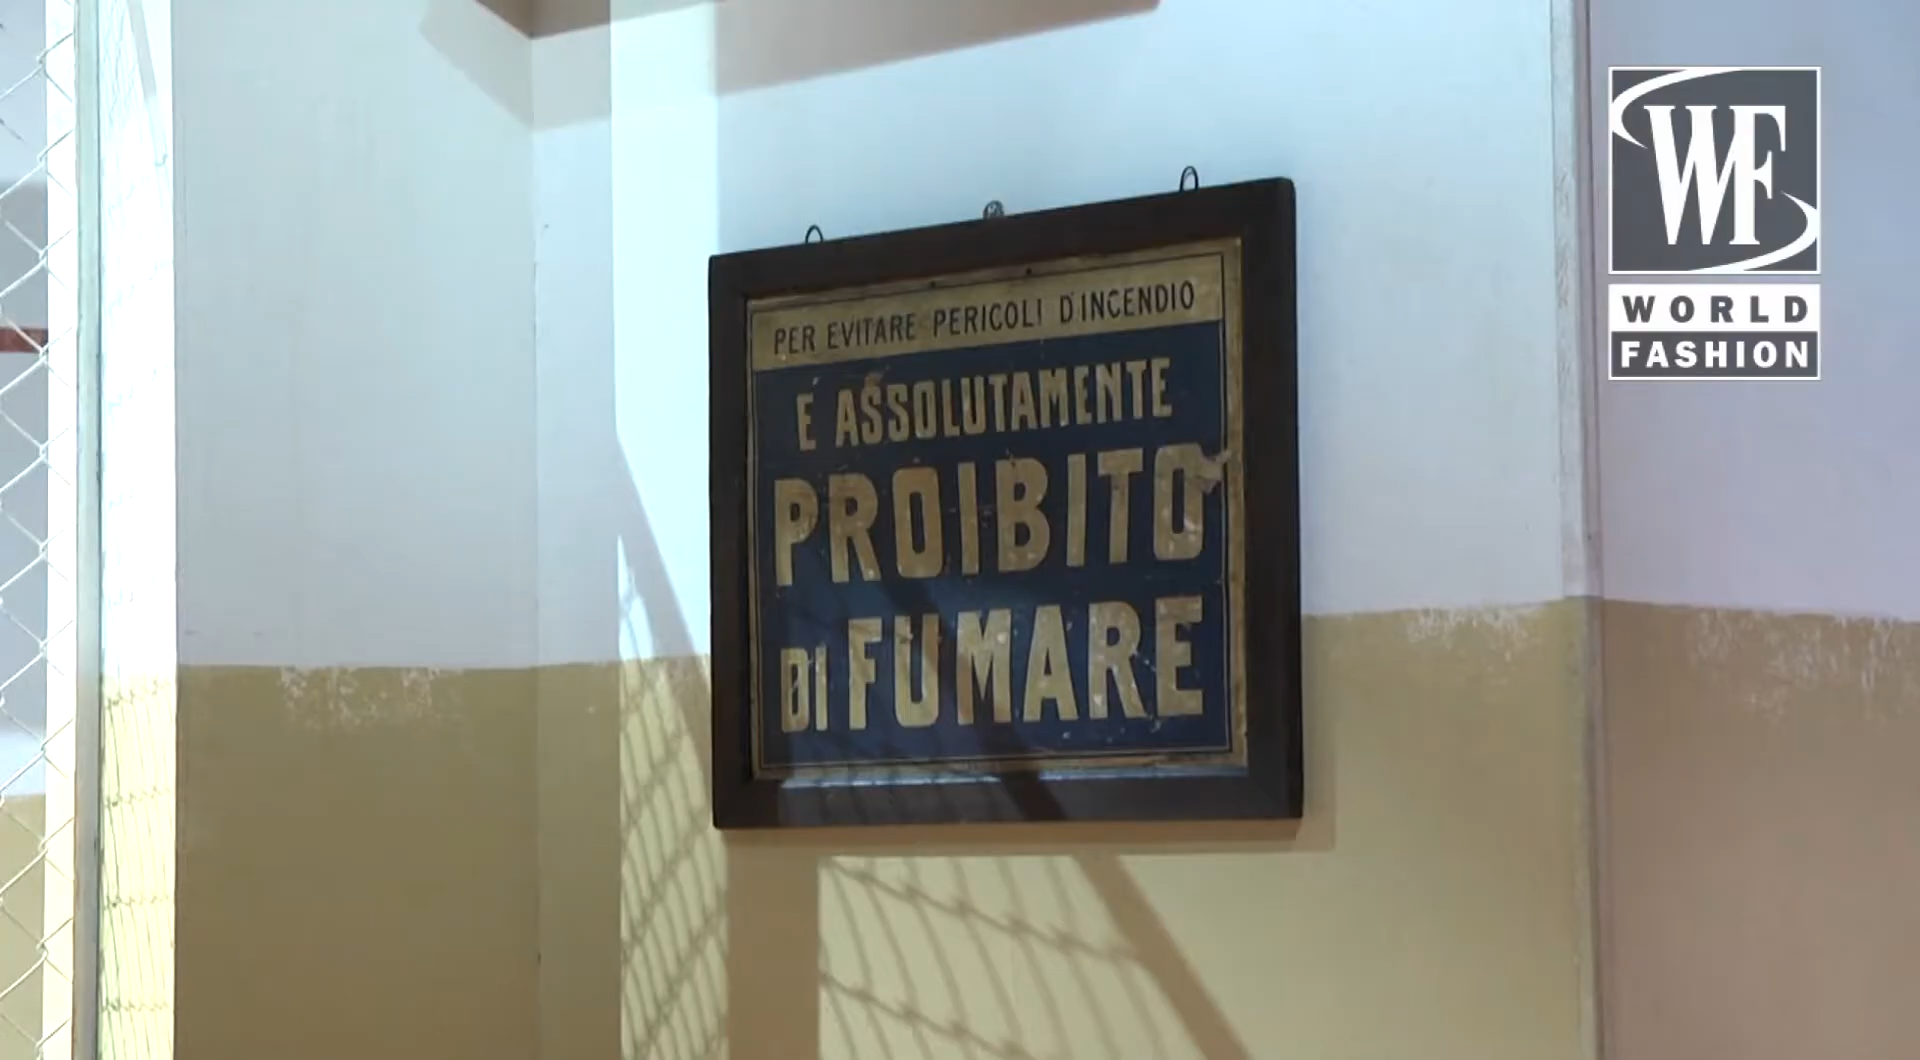 PER EVITARE PERICOLI D'INCENDIO
E ASSOLUTAMENTE
PROIBITO
DI FUMARE
WF
WORLD
FASHION